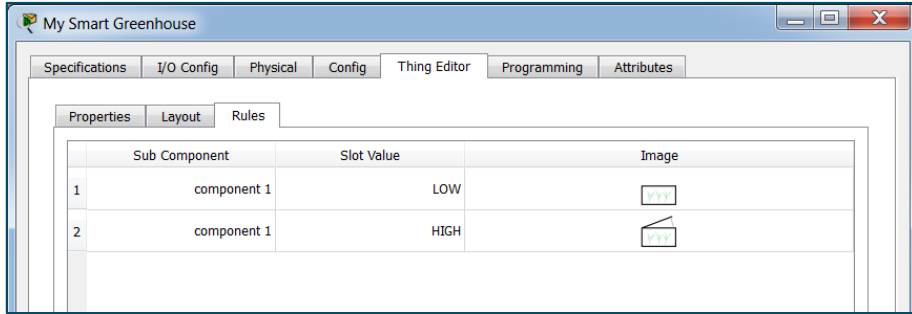 My Smart Greenhouse
Specifications I/O Config Physical Config Thing Editor Programming Attributes
Properties Layout Rules
Sub Component Slot Value Image
1 component 1 LOW
2 component 1 HIGH